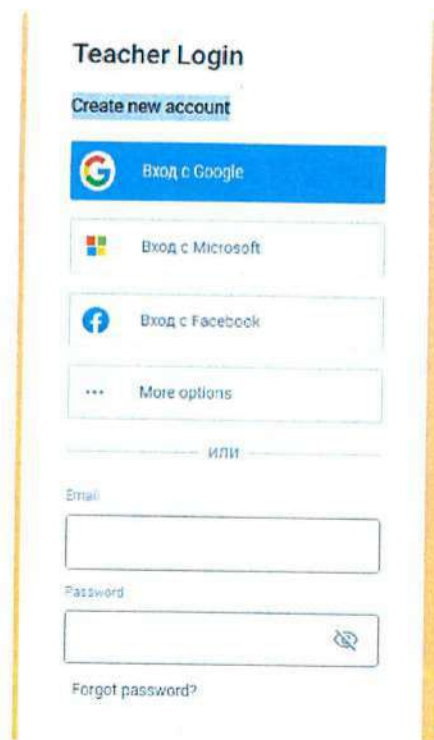 Teacher Login
Create new account
Вход с Google
Вход с Microsoft
Вход с Facebook
More options
или
Email
Password
Forgot password?